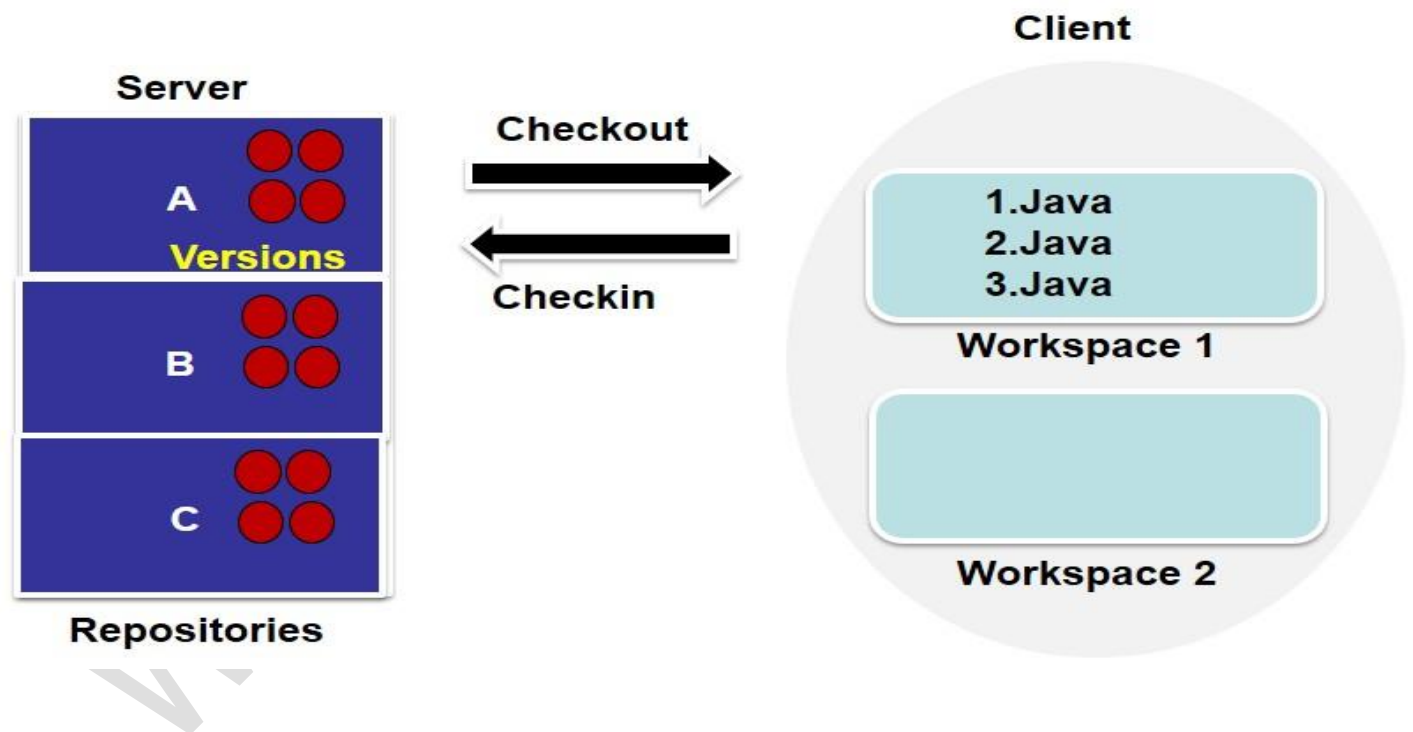 Client
Server
Checkout
A
Versions
Checkin
B
C
Repositories
1.Java
2.Java
3.Java
Workspace 1
Workspace 2